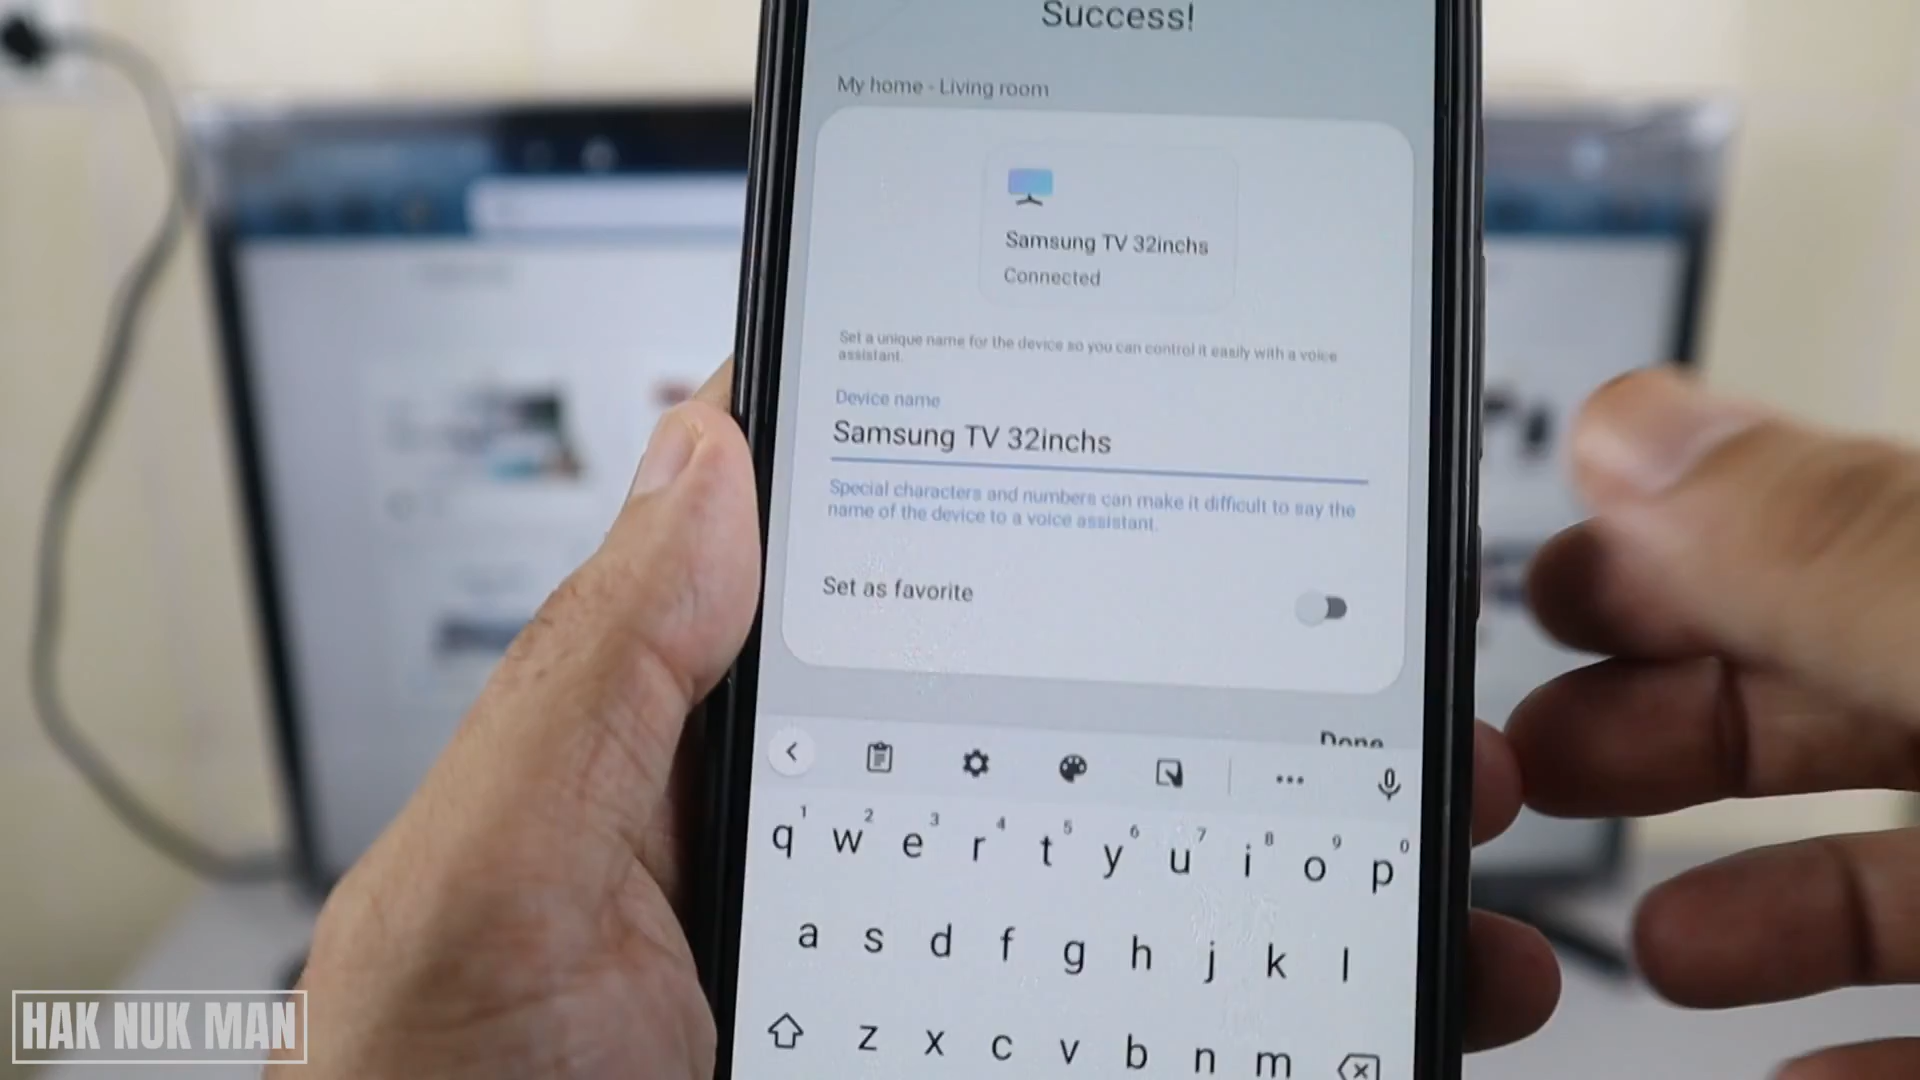 Success!
My home - Living room
Samsung TV 32inchs
Connected
Set a unique name for the device so you can control it easily with a voice
assistant.
Device name
Samsung TV 32inchs
Special characters and numbers can make it difficult to say the
name of the device to a voice assistant.
Set as favorite
Done
1 2 3 4 5 6 7 8 9 0
q w e r t y u i o p
a s d f g h j k l
z x c v b n m
HAK NUK MAN